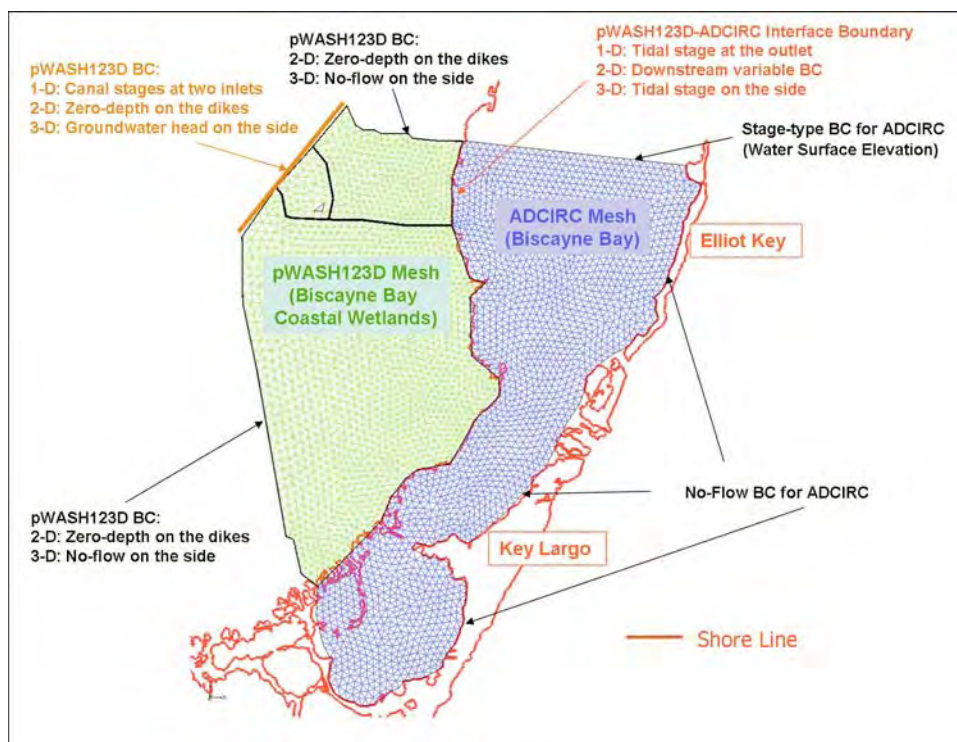 pWASH123D BC:
2-D: Zero-depth on the dikes
3-D: No-flow on the side
pWASH123D-ADCIRC Interface Boundary
1-D: Tidal stage at the outlet
2-D: Downstream variable BC
3-D: Tidal stage on the side
pWASH123D BC:
1-D: Canal stages at two inlets
2-D: Zero-depth on the dikes
3-D: Groundwater head on the side
Stage-type BC for ADCIRC
(Water Surface Elevation)
ADCIRC Mesh
(Biscayne Bay)
Elliot Key
pWASH123D Mesh
(Biscayne Bay
Coastal Wetlands)
No-Flow BC for ADCIRC
pWASH123D BC:
2-D: Zero-depth on the dikes
3-D: No-flow on the side
Key Largo
Shore Line